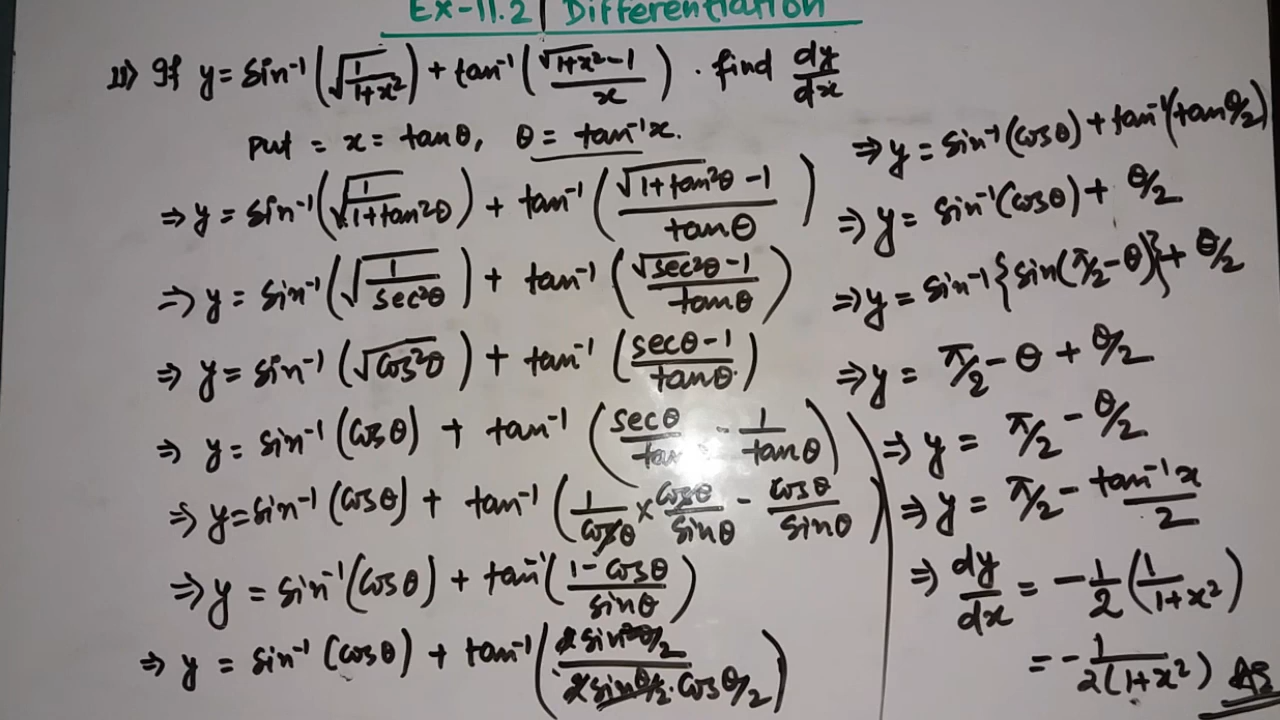 Ex-11.2 | Differentiation
11) If y = sin⁻¹(√(1/(1+x²))) + tan⁻¹((√(1+x²)-1)/x) . find dy/dx
put = x = tanθ, θ = tan⁻¹x.
⇒ y = sin⁻¹(√(1/(1+tan²θ))) + tan⁻¹((√(1+tan²θ) -1)/tanθ)
⇒ y = sin⁻¹(√(1/sec²θ)) + tan⁻¹((√(sec²θ) -1)/tanθ)
⇒ y = sin⁻¹(√(cos²θ)) + tan⁻¹((secθ-1)/tanθ)
⇒ y = sin⁻¹(cosθ) + tan⁻¹(secθ/tan - 1/tanθ)
⇒ y = sin⁻¹(cosθ) + tan⁻¹(1/cosθ × cosθ/sinθ - cosθ/sinθ)
⇒ y = sin⁻¹(cosθ) + tan⁻¹((1-cosθ)/sinθ)
⇒ y = sin⁻¹(cosθ) + tan⁻¹(2sin²θ/2 / (2sinθ/2 · cosθ/2))
⇒ y = sin⁻¹(cosθ) + tan⁻¹(tanθ/2)
⇒ y = sin⁻¹(cosθ) + θ/2
⇒ y = sin⁻¹{sin(π/2 - θ)} + θ/2
⇒ y = π/2 - θ + θ/2
⇒ y = π/2 - θ/2
⇒ y = π/2 - tan⁻¹x/2
⇒ dy/dx = -1/2 (1/(1+x²))
= -1/(2(1+x²)) Ans